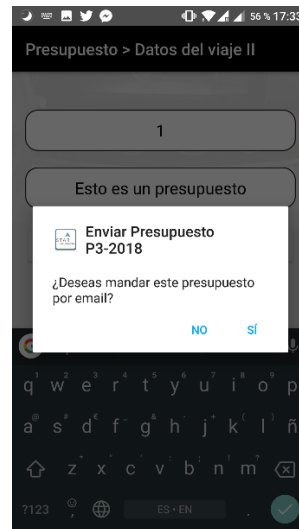 56 % 17:33
Presupuesto > Datos del viaje II
1
Esto es un presupuesto
Enviar Presupuesto
P3-2018
¿Deseas mandar este presupuesto
por email?
NO SÍ
q w e r t y u i o p
a s d f g h j k l ñ
z x c v b n m
?123 , ES • EN .